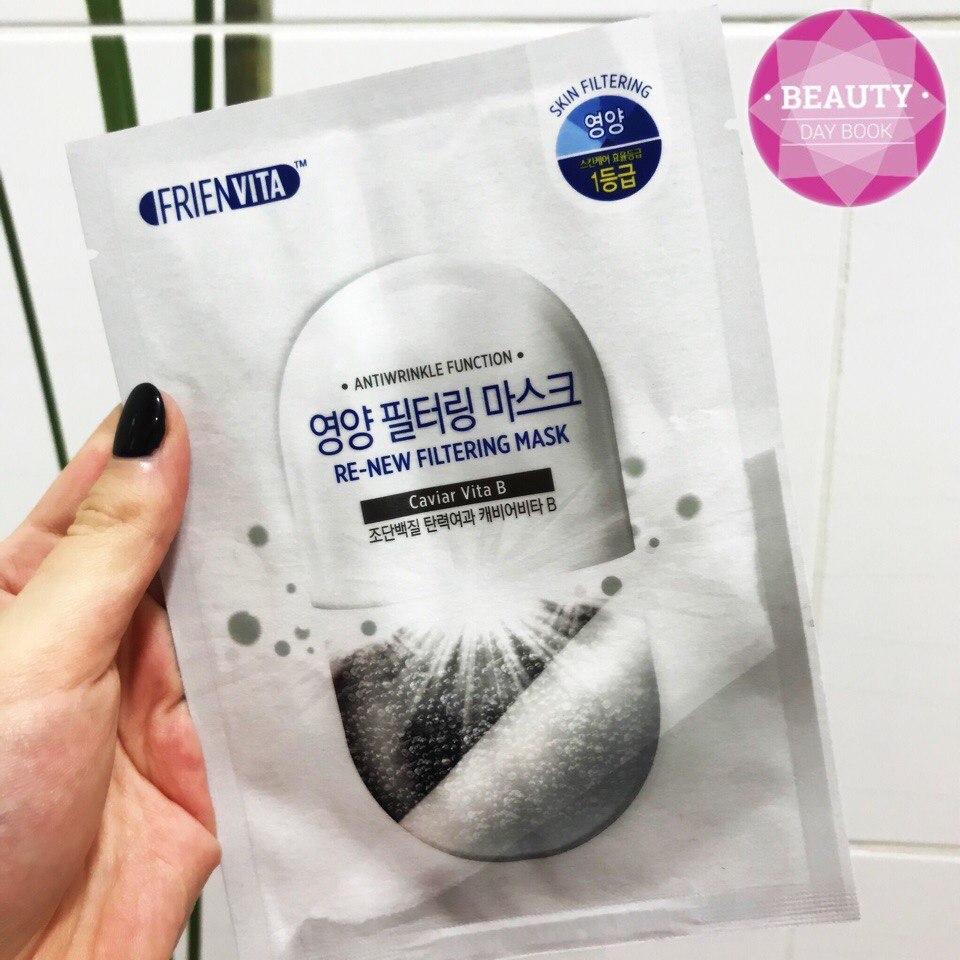 BEAUTY
DAY BOOK
SKIN FILTERING
영양
스킨케어 효율등급
1등급
FRIENVITA™
• ANTIWRINKLE FUNCTION •
영양 필터링 마스크
RE-NEW FILTERING MASK
Caviar Vita B
조단백질 탄력여과 캐비어비타 B